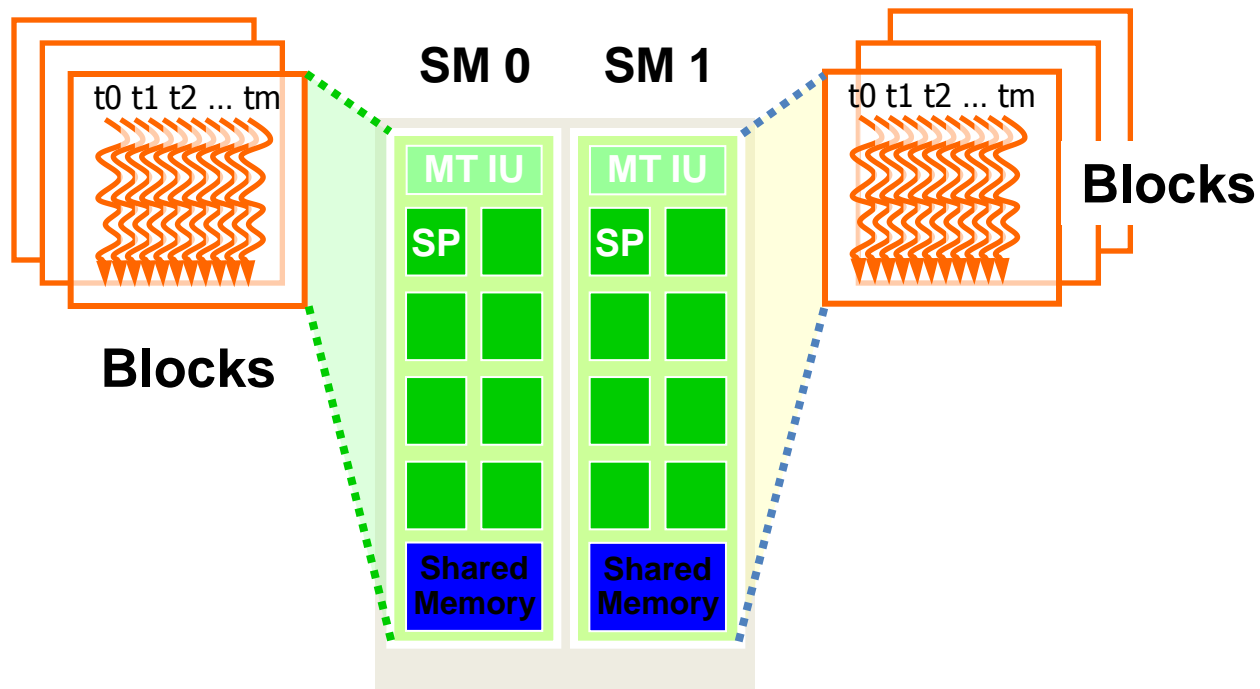 SM 0 SM 1
t0 t1 t2 ... tm
t0 t1 t2 ... tm
MT IU
MT IU
Blocks
SP
SP
Blocks
Shared
Memory
Shared
Memory